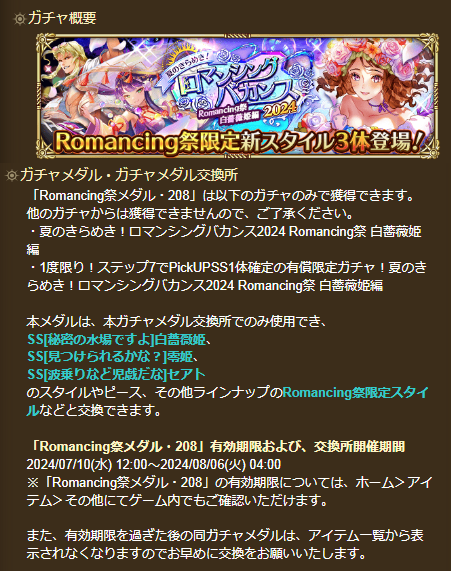 ガチャ概要
夏のきらめき！
ロマンシング
バカンス
Romancing祭
白薔薇姫編
2024
Romancing祭限定新スタイル3体登場！
ガチャメダル・ガチャメダル交換所
「Romancing祭メダル・208」は以下のガチャのみで獲得できます。
他のガチャからは獲得できませんので、ご了承ください。
・夏のきらめき！ロマンシングバカンス2024 Romancing祭 白薔薇姫
編
・1度限り！ステップ7でPickUPSS1体確定の有償限定ガチャ！夏のき
らめき！ロマンシングバカンス2024 Romancing祭 白薔薇姫編
本メダルは、本ガチャメダル交換所でのみ使用でき、
SS[秘密の水場ですよ]白薔薇姫、
SS[見つけられるかな？]零姫、
SS[波乗りなど児戯だな]セアト
のスタイルやピース、その他ラインナップのRomancing祭限定スタイ
ルなどと交換できます。
「Romancing祭メダル・208」有効期限および、交換所開催期間
2024/07/10(水) 12:00～2024/08/06(火) 04:00
※「Romancing祭メダル・208」の有効期限については、ホーム＞アイ
テム＞その他にてゲーム内でもご確認いただけます。
また、有効期限を過ぎた後の同ガチャメダルは、アイテム一覧から表
示されなくなりますのでお早めに交換をお願いいたします。